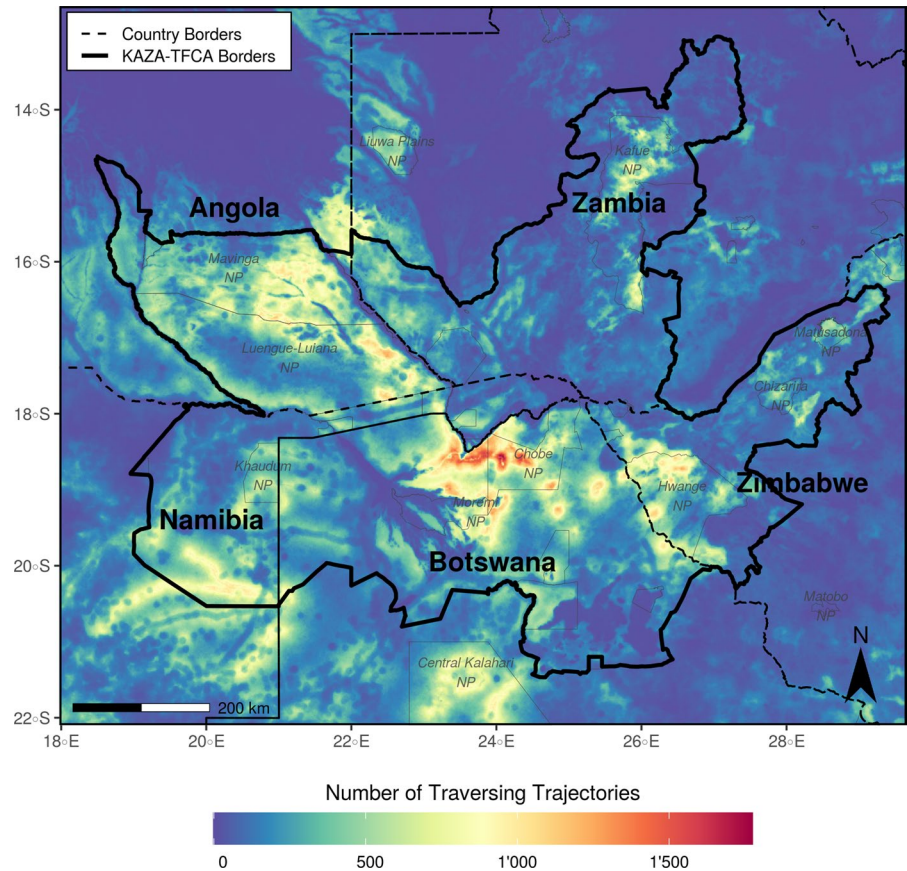 Country Borders
KAZA-TFCA Borders
14°S
16°S
18°S
20°S
22°S
18°E
20°E
22°E
24°E
26°E
28°E
Liuwa Plains
NP
Kafue
NP
Angola
Zambia
Mavinga
NP
Luengue-Luiana
NP
Matusadona
NP
Chizarira
NP
Khaudum
NP
Chobe
NP
Hwange
NP
Zimbabwe
Moremi
NP
Namibia
Botswana
Matobo
NP
Central Kalahari
NP
N
200 km
Number of Traversing Trajectories
0
500
1'000
1'500